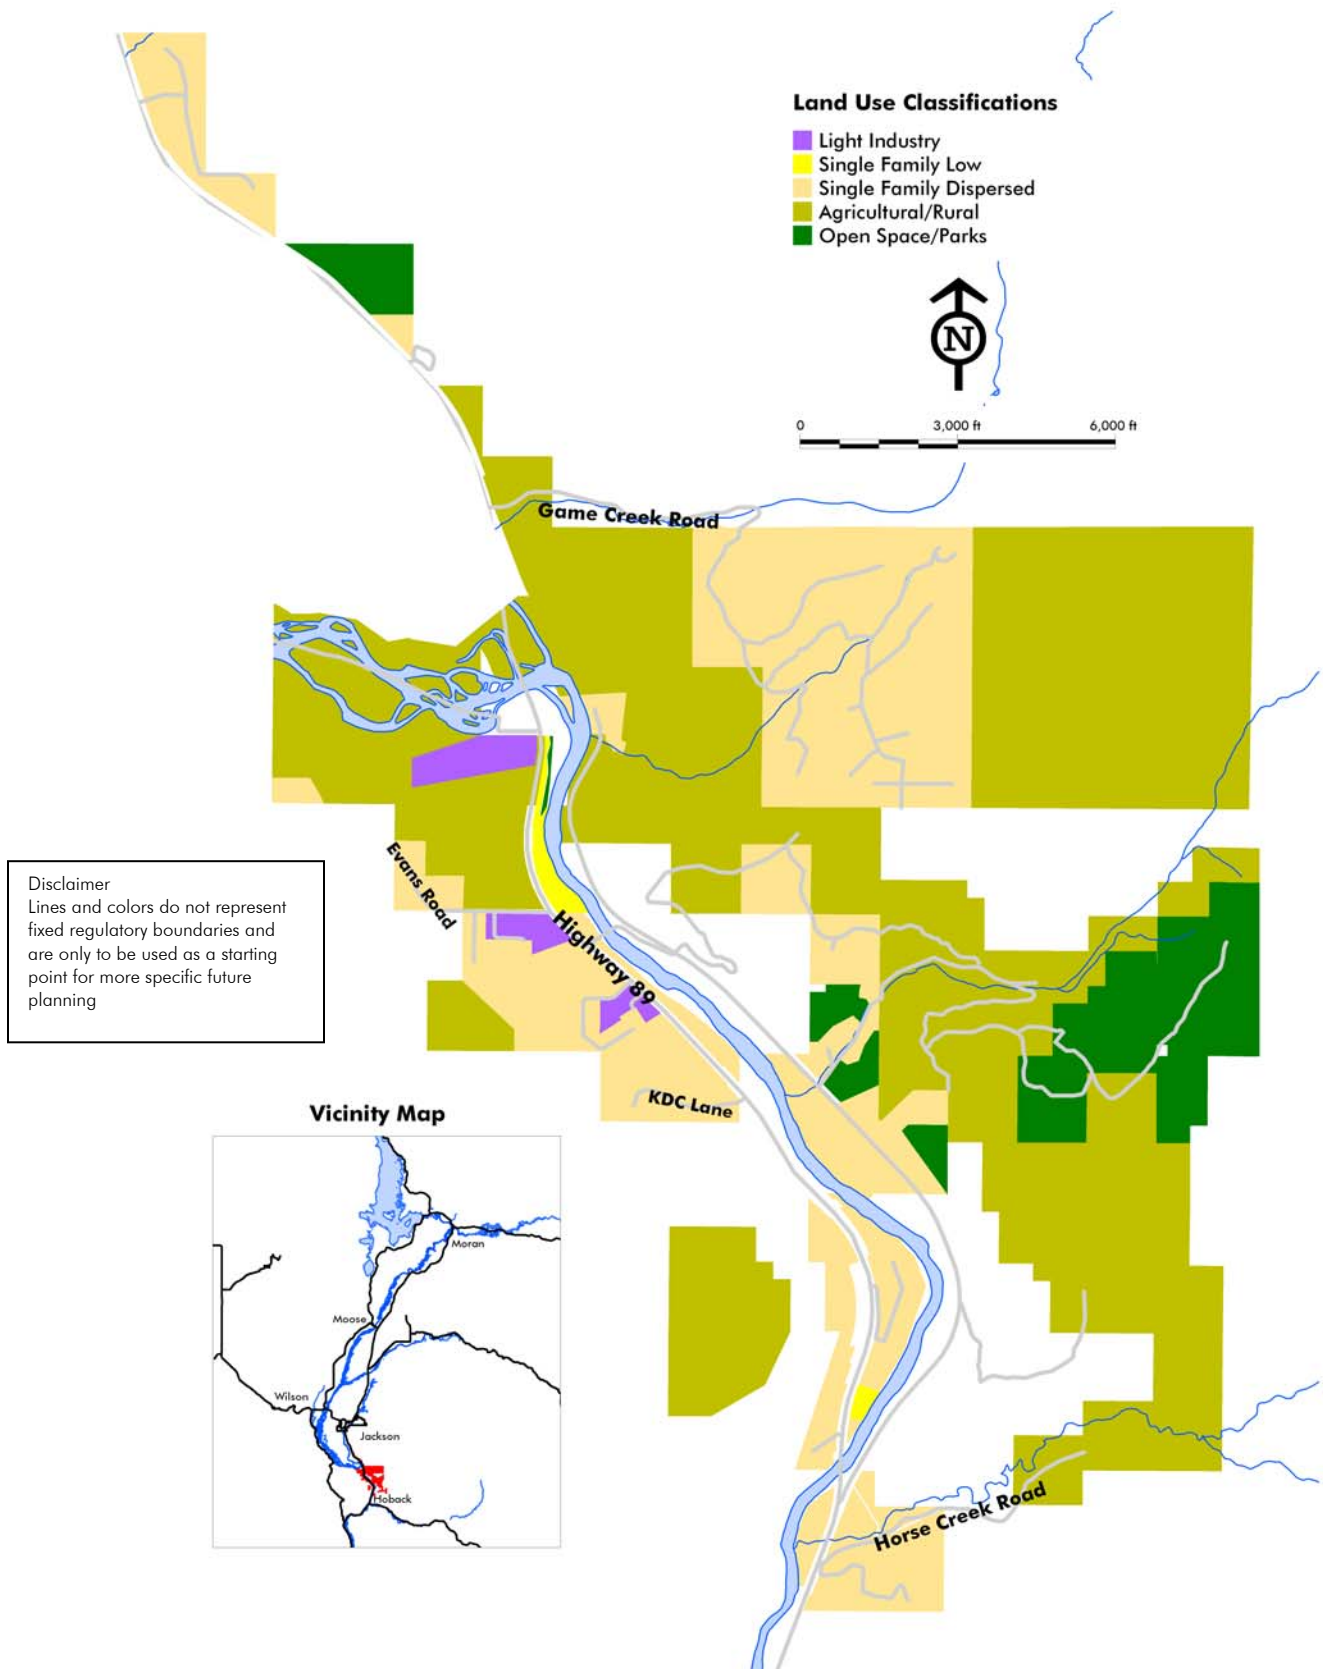 Land Use Classifications
Light Industry
Single Family Low
Single Family Dispersed
Agricultural/Rural
Open Space/Parks
N
0 3,000 ft 6,000 ft
Game Creek Road
Evans Road
Highway 89
KDC Lane
Horse Creek Road
Disclaimer
Lines and colors do not represent
fixed regulatory boundaries and
are only to be used as a starting
point for more specific future
planning
Vicinity Map
Moran
Moose
Wilson
Jackson
Hoback